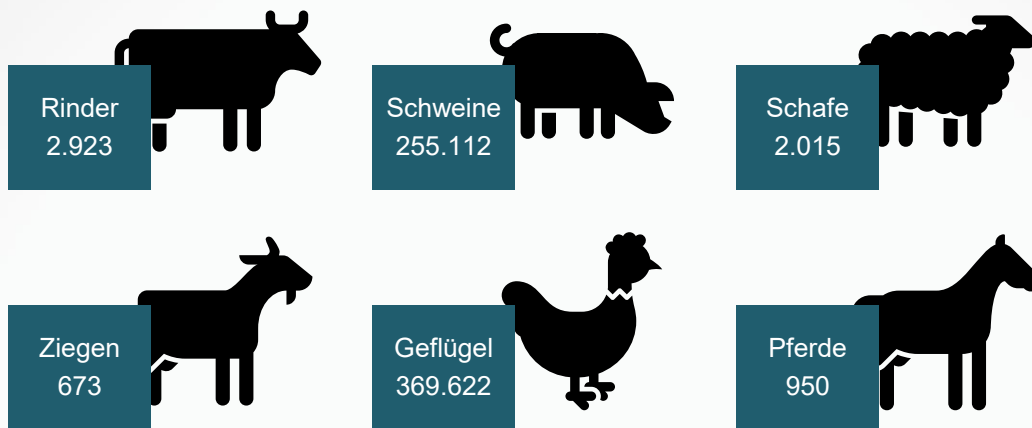 Rinder
2.923
Schweine
255.112
Schafe
2.015
Ziegen
673
Geflügel
369.622
Pferde
950